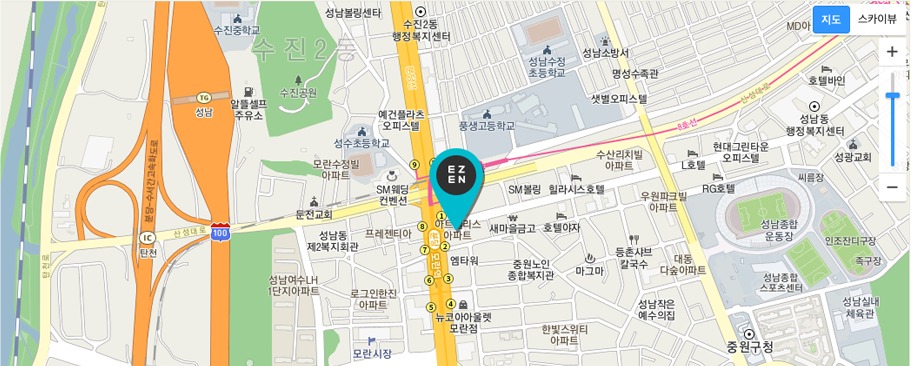 성남볼링센타
수진2동
행정복지센터
수진중학교
수진2동
성남소방서
MD아
지도
스카이뷰
성남수정
초등학교
명성수족관
호텔바인
수진공원
TG
성남
알뜰셀프
주유소
샛별오피스텔
산성대로
예건플라츠
오피스텔
풍생고등학교
8호선
성남동
행정복지센터
성수초등학교
현대그린타운
오피스텔
성광교회
분당-수서간고속화도로
모란수정빌
아파트
9
수산리치빌
아파트
L호텔
EZ
EN
씨름장
SM웨딩
컨벤션
SM볼링
힐라시스호텔
RG호텔
우원파크빌
아파트
둔전교회
1
아파트
새마을금고
호텔야자
성남종합
운동장
인조잔디구장
산성대로
100
IC
탄천
탄천로
성남동
제2복지회관
프레젠티아
8
2
7
등촌샤브
칼국수
대동
다숲아파트
족구장
엠타워
중원노인
종합복지관
마그마
성남종합
스포츠센터
성남여수LH
1단지아파트
6
3
로그인한진
아파트
성남작은
예수의집
성남실내
체육관
5
4
뉴코아아울렛
모란점
한빛스위티
아파트
모란시장
중원구청